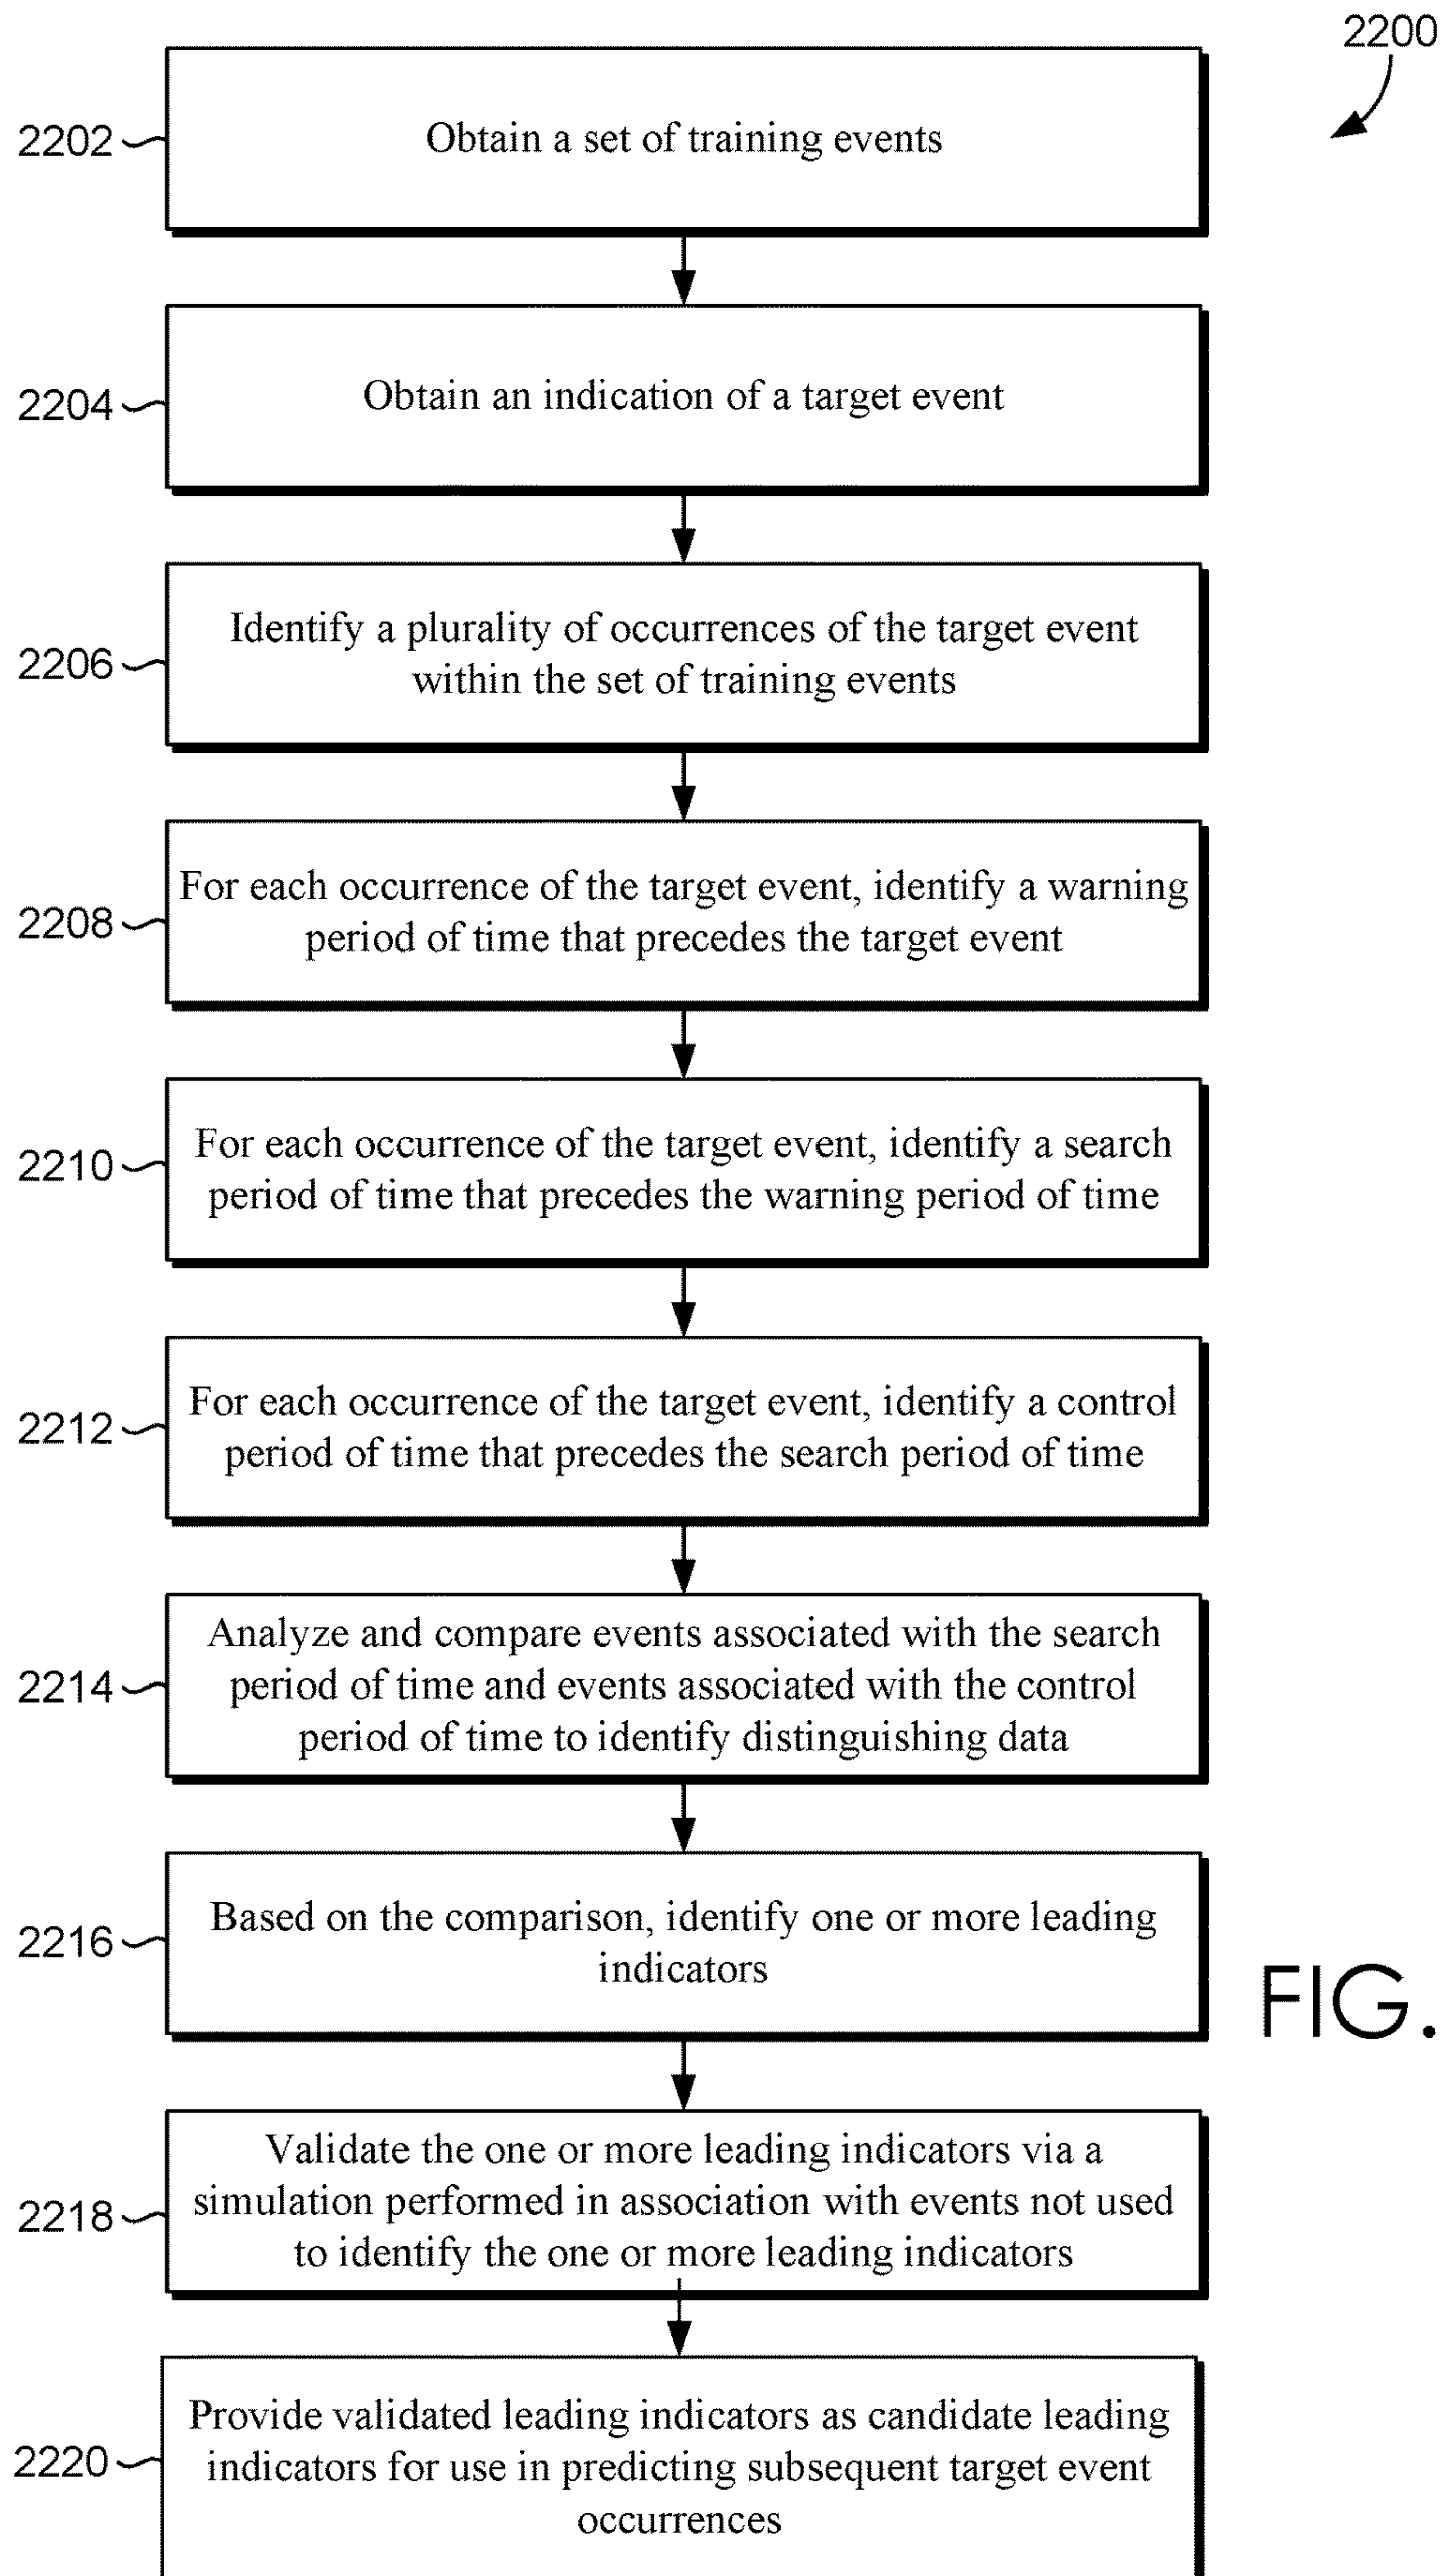 2200
2202
Obtain a set of training events
2204
Obtain an indication of a target event
2206
Identify a plurality of occurrences of the target event
within the set of training events
2208
For each occurrence of the target event, identify a warning
period of time that precedes the target event
2210
For each occurrence of the target event, identify a search
period of time that precedes the warning period of time
2212
For each occurrence of the target event, identify a control
period of time that precedes the search period of time
2214
Analyze and compare events associated with the search
period of time and events associated with the control
period of time to identify distinguishing data
2216
Based on the comparison, identify one or more leading
indicators
FIG.
2218
Validate the one or more leading indicators via a
simulation performed in association with events not used
to identify the one or more leading indicators
2220
Provide validated leading indicators as candidate leading
indicators for use in predicting subsequent target event
occurrences